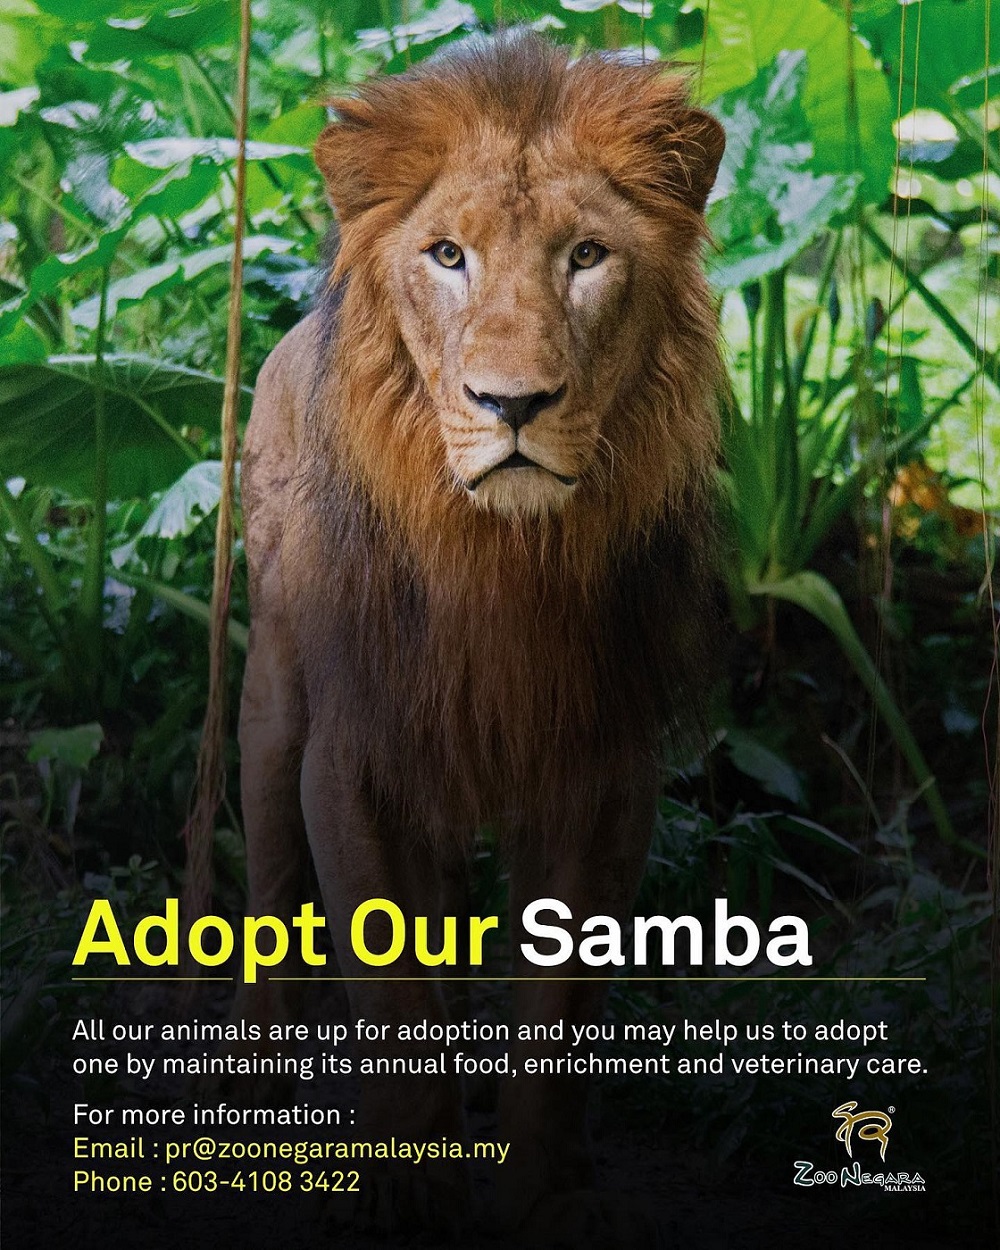 Adopt Our Samba
All our animals are up for adoption and you may help us to adopt
one by maintaining its annual food, enrichment and veterinary care.
For more information :
Email : pr@zoonegaramalaysia.my
Phone : 603-4108 3422
®
ZOO NEGARA
MALAYSIA